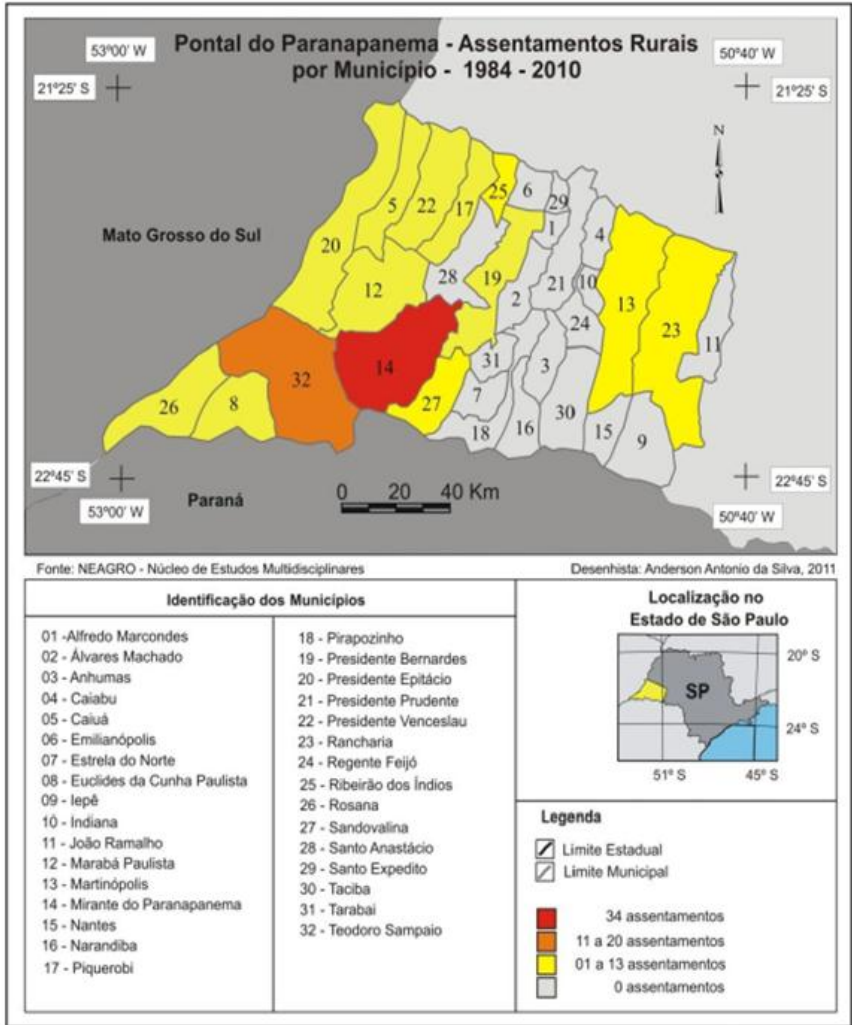 Pontal do Paranapanema - Assentamentos Rurais
por Município - 1984 - 2010
53º00' W
50º40' W
21º25' S
21º25' S
N
Mato Grosso do Sul
20
5
22
17
25
6
29
1
4
28
19
12
2
21
10
13
23
11
24
32
14
31
3
26
8
27
7
30
18
16
15
9
22º45' S
22º45' S
53º00' W
Paraná
0 20 40 Km
50º40' W
Fonte: NEAGRO - Núcleo de Estudos Multidisciplinares
Desenhista: Anderson Antonio da Silva, 2011
Identificação dos Municípios
01 -Alfredo Marcondes
02 - Álvares Machado
03 - Anhumas
04 - Caiabu
05 - Caiuá
06 - Emilianópolis
07 - Estrela do Norte
08 - Euclides da Cunha Paulista
09 - Iepê
10 - Indiana
11 - João Ramalho
12 - Marabá Paulista
13 - Martinópolis
14 - Mirante do Paranapanema
15 - Nantes
16 - Narandiba
17 - Piquerobi
18 - Pirapozinho
19 - Presidente Bernardes
20 - Presidente Epitácio
21 - Presidente Prudente
22 - Presidente Venceslau
23 - Rancharia
24 - Regente Feijó
25 - Ribeirão dos Índios
26 - Rosana
27 - Sandovalina
28 - Santo Anastácio
29 - Santo Expedito
30 - Taciba
31 - Tarabai
32 - Teodoro Sampaio
Localização no
Estado de São Paulo
SP
20º S
24º S
51º S
45º S
Legenda
Limite Estadual
Limite Municipal
34 assentamentos
11 a 20 assentamentos
01 a 13 assentamentos
0 assentamentos